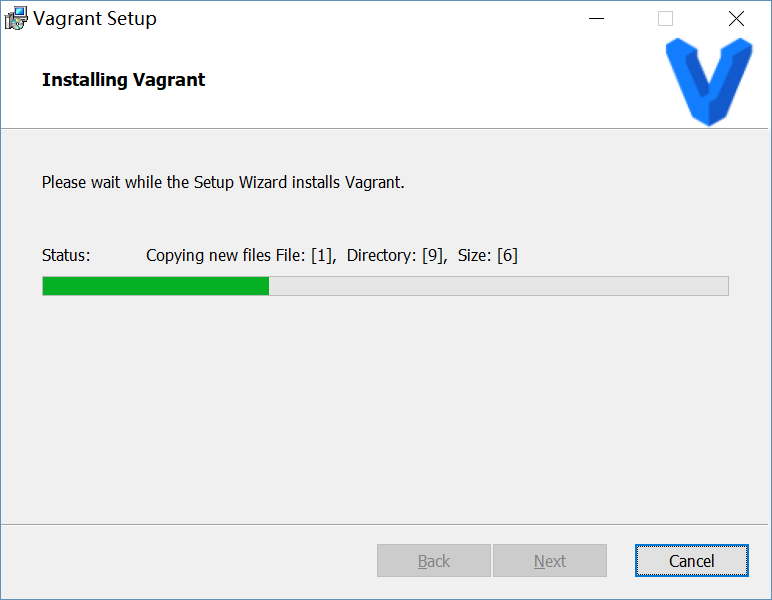 Vagrant Setup
Installing Vagrant
Please wait while the Setup Wizard installs Vagrant.
Status: Copying new files File: [1], Directory: [9], Size: [6]
Back Next Cancel